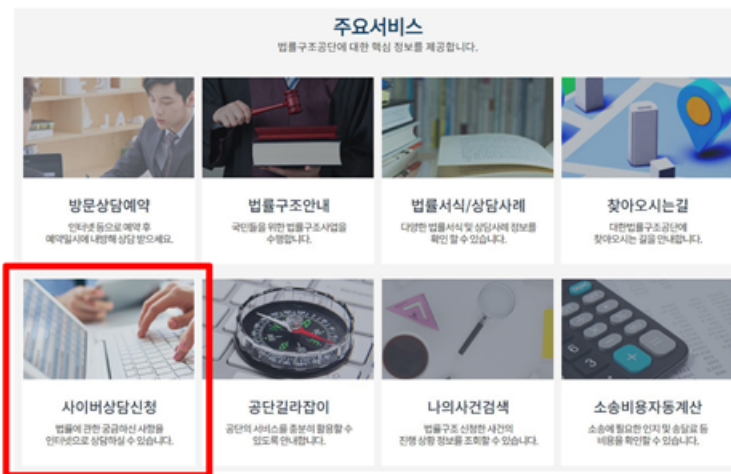 주요서비스
법률구조공단에 대한 핵심 정보를 제공합니다.
방문상담예약
인터넷 등으로 예약 후
예약일시에 내방해 상담 받으세요.
법률구조안내
국민들을 위한 법률구조사업을
수행합니다.
법률서식/상담사례
다양한 법률서식 및 상담사례 정보를
확인 할 수 있습니다.
찾아오시는길
대한법률구조공단에
찾아오시는 길을 안내합니다.
사이버상담신청
법률에 관한 궁금하신 사항을
인터넷으로 상담하실 수 있습니다.
공단길라잡이
공단의 서비스를 충분히 활용할 수
있도록 안내합니다.
나의사건검색
법률구조 신청한 사건의
진행 상황 정보를 조회할 수 있습니다.
소송비용자동계산
소송에 필요한 인지 및 송달료 등
비용을 확인할 수 있습니다.